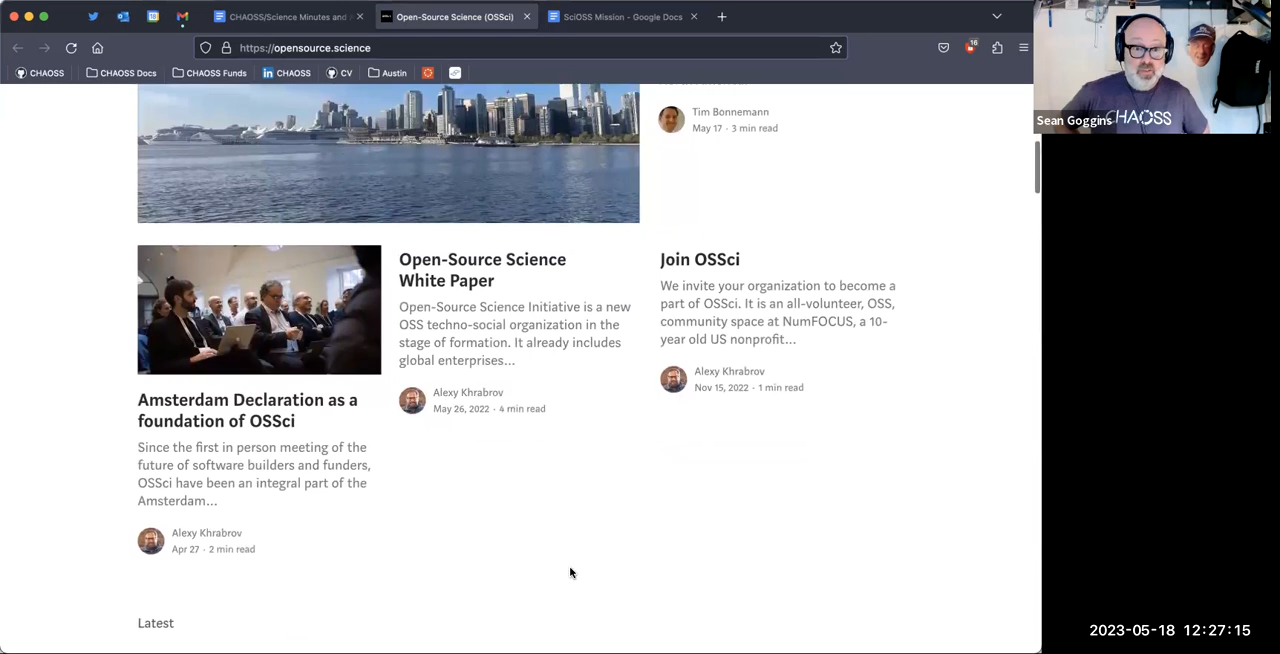 CHAOSS/Science Minutes and
Open-Source Science (OSSci)
SciOSS Mission - Google Docs
https://opensource.science
16
CHAOSS
CHAOSS Docs
CHAOSS Funds
CHAOSS
CV
Austin
Sean Goggins
CHAOSS
Tim Bonnemann
May 17 · 3 min read
Open-Source Science
White Paper
Open-Source Science Initiative is a new
OSS techno-social organization in the
stage of formation. It already includes
global enterprises...
Alexy Khrabrov
May 26, 2022 · 4 min read
Join OSSci
We invite your organization to become a
part of OSSci. It is an all-volunteer, OSS,
community space at NumFOCUS, a 10-
year old US nonprofit...
Alexy Khrabrov
Nov 15, 2022 · 1 min read
Amsterdam Declaration as a
foundation of OSSci
Since the first in person meeting of the
future of software builders and funders,
OSSci have been an integral part of the
Amsterdam...
Alexy Khrabrov
Apr 27 · 2 min read
Latest
2023-05-18 12:27:15